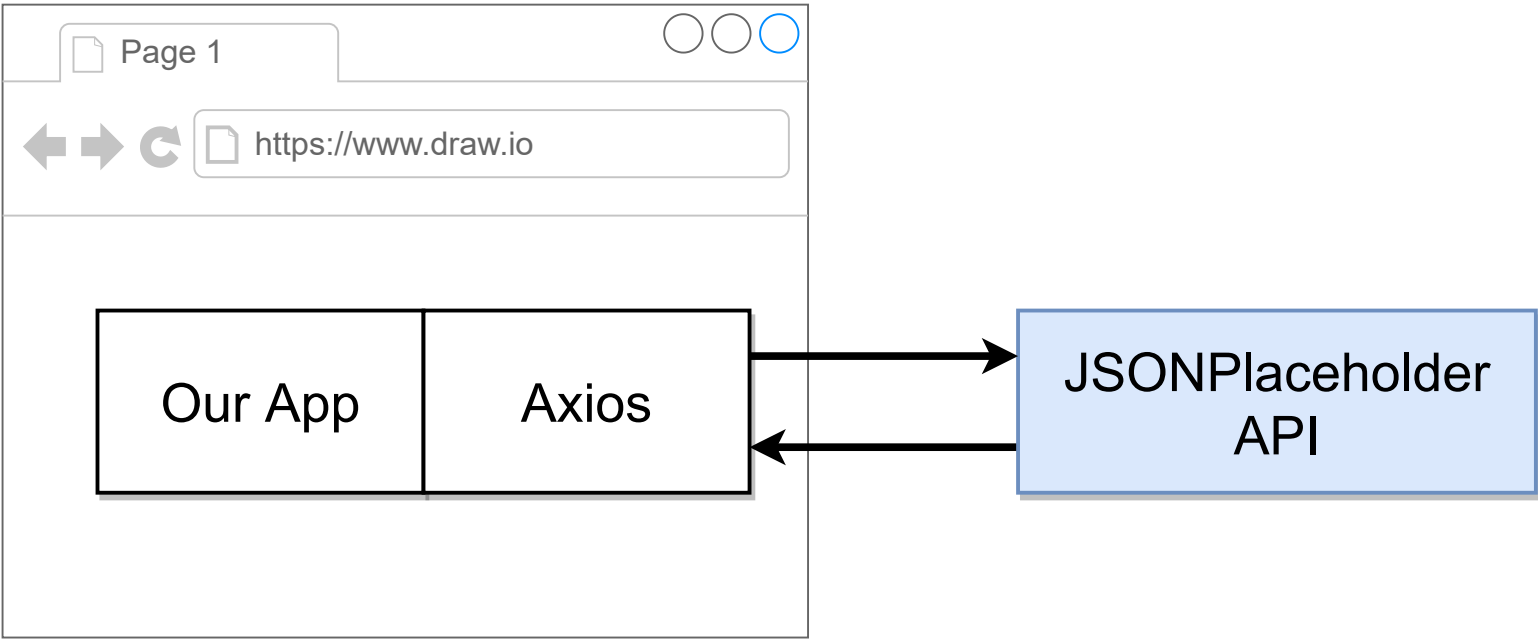 Page 1
https://www.draw.io
Our App
Axios
JSONPlaceholder
API